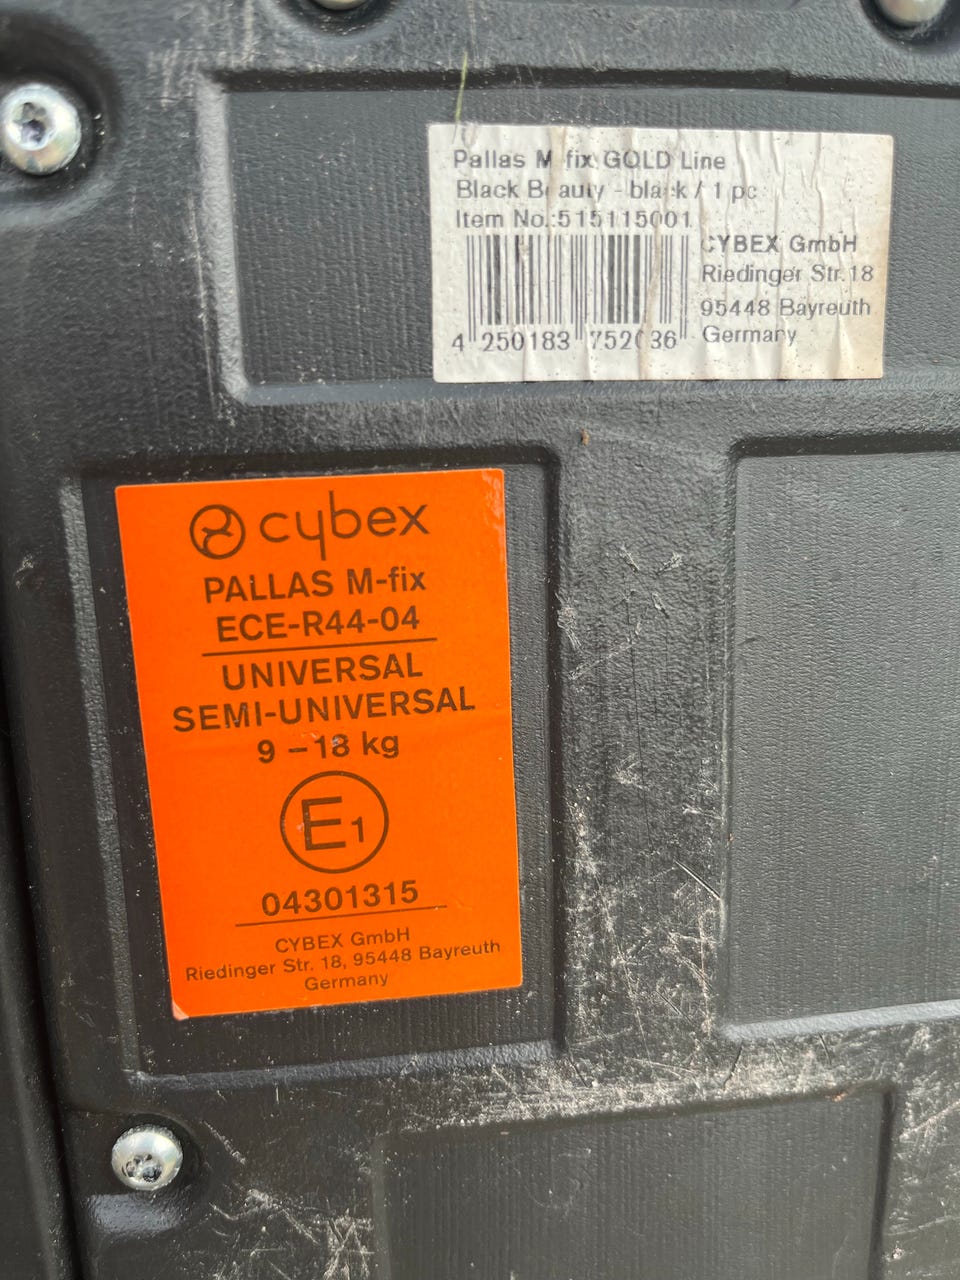 Pallas M-fix GOLD Line
Black Beauty - black / 1 pc
Item No.:515115001
CYBEX GmbH
Riedinger Str.18
95448 Bayreuth
Germany
4 250183 752036
cybex
PALLAS M-fix
ECE-R44-04
UNIVERSAL
SEMI-UNIVERSAL
9 – 18 kg
E1
04301315
CYBEX GmbH
Riedinger Str. 18, 95448 Bayreuth
Germany